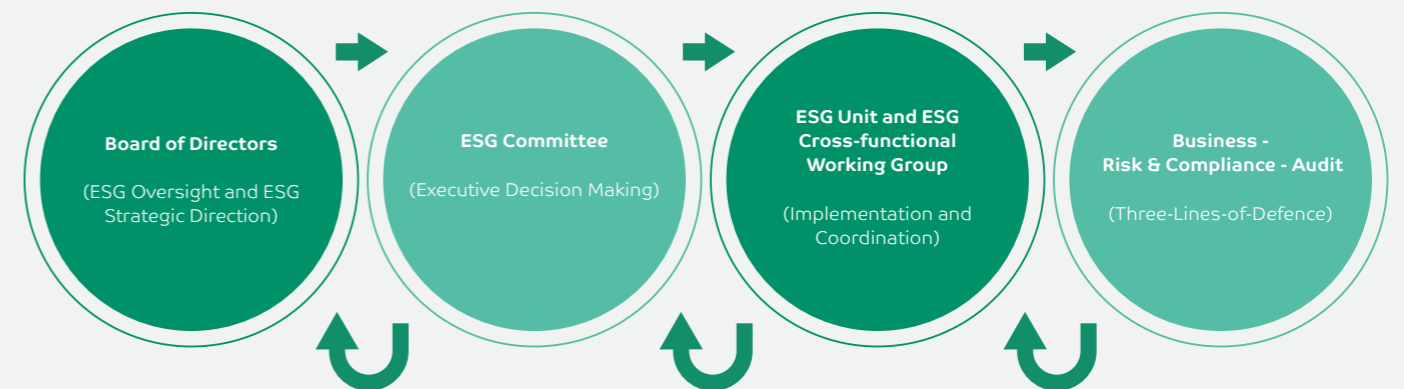 Board of Directors
(ESG Oversight and ESG
Strategic Direction)
ESG Committee
(Executive Decision Making)
ESG Unit and ESG
Cross-functional
Working Group
(Implementation and
Coordination)
Business -
Risk & Compliance - Audit
(Three-Lines-of-Defence)